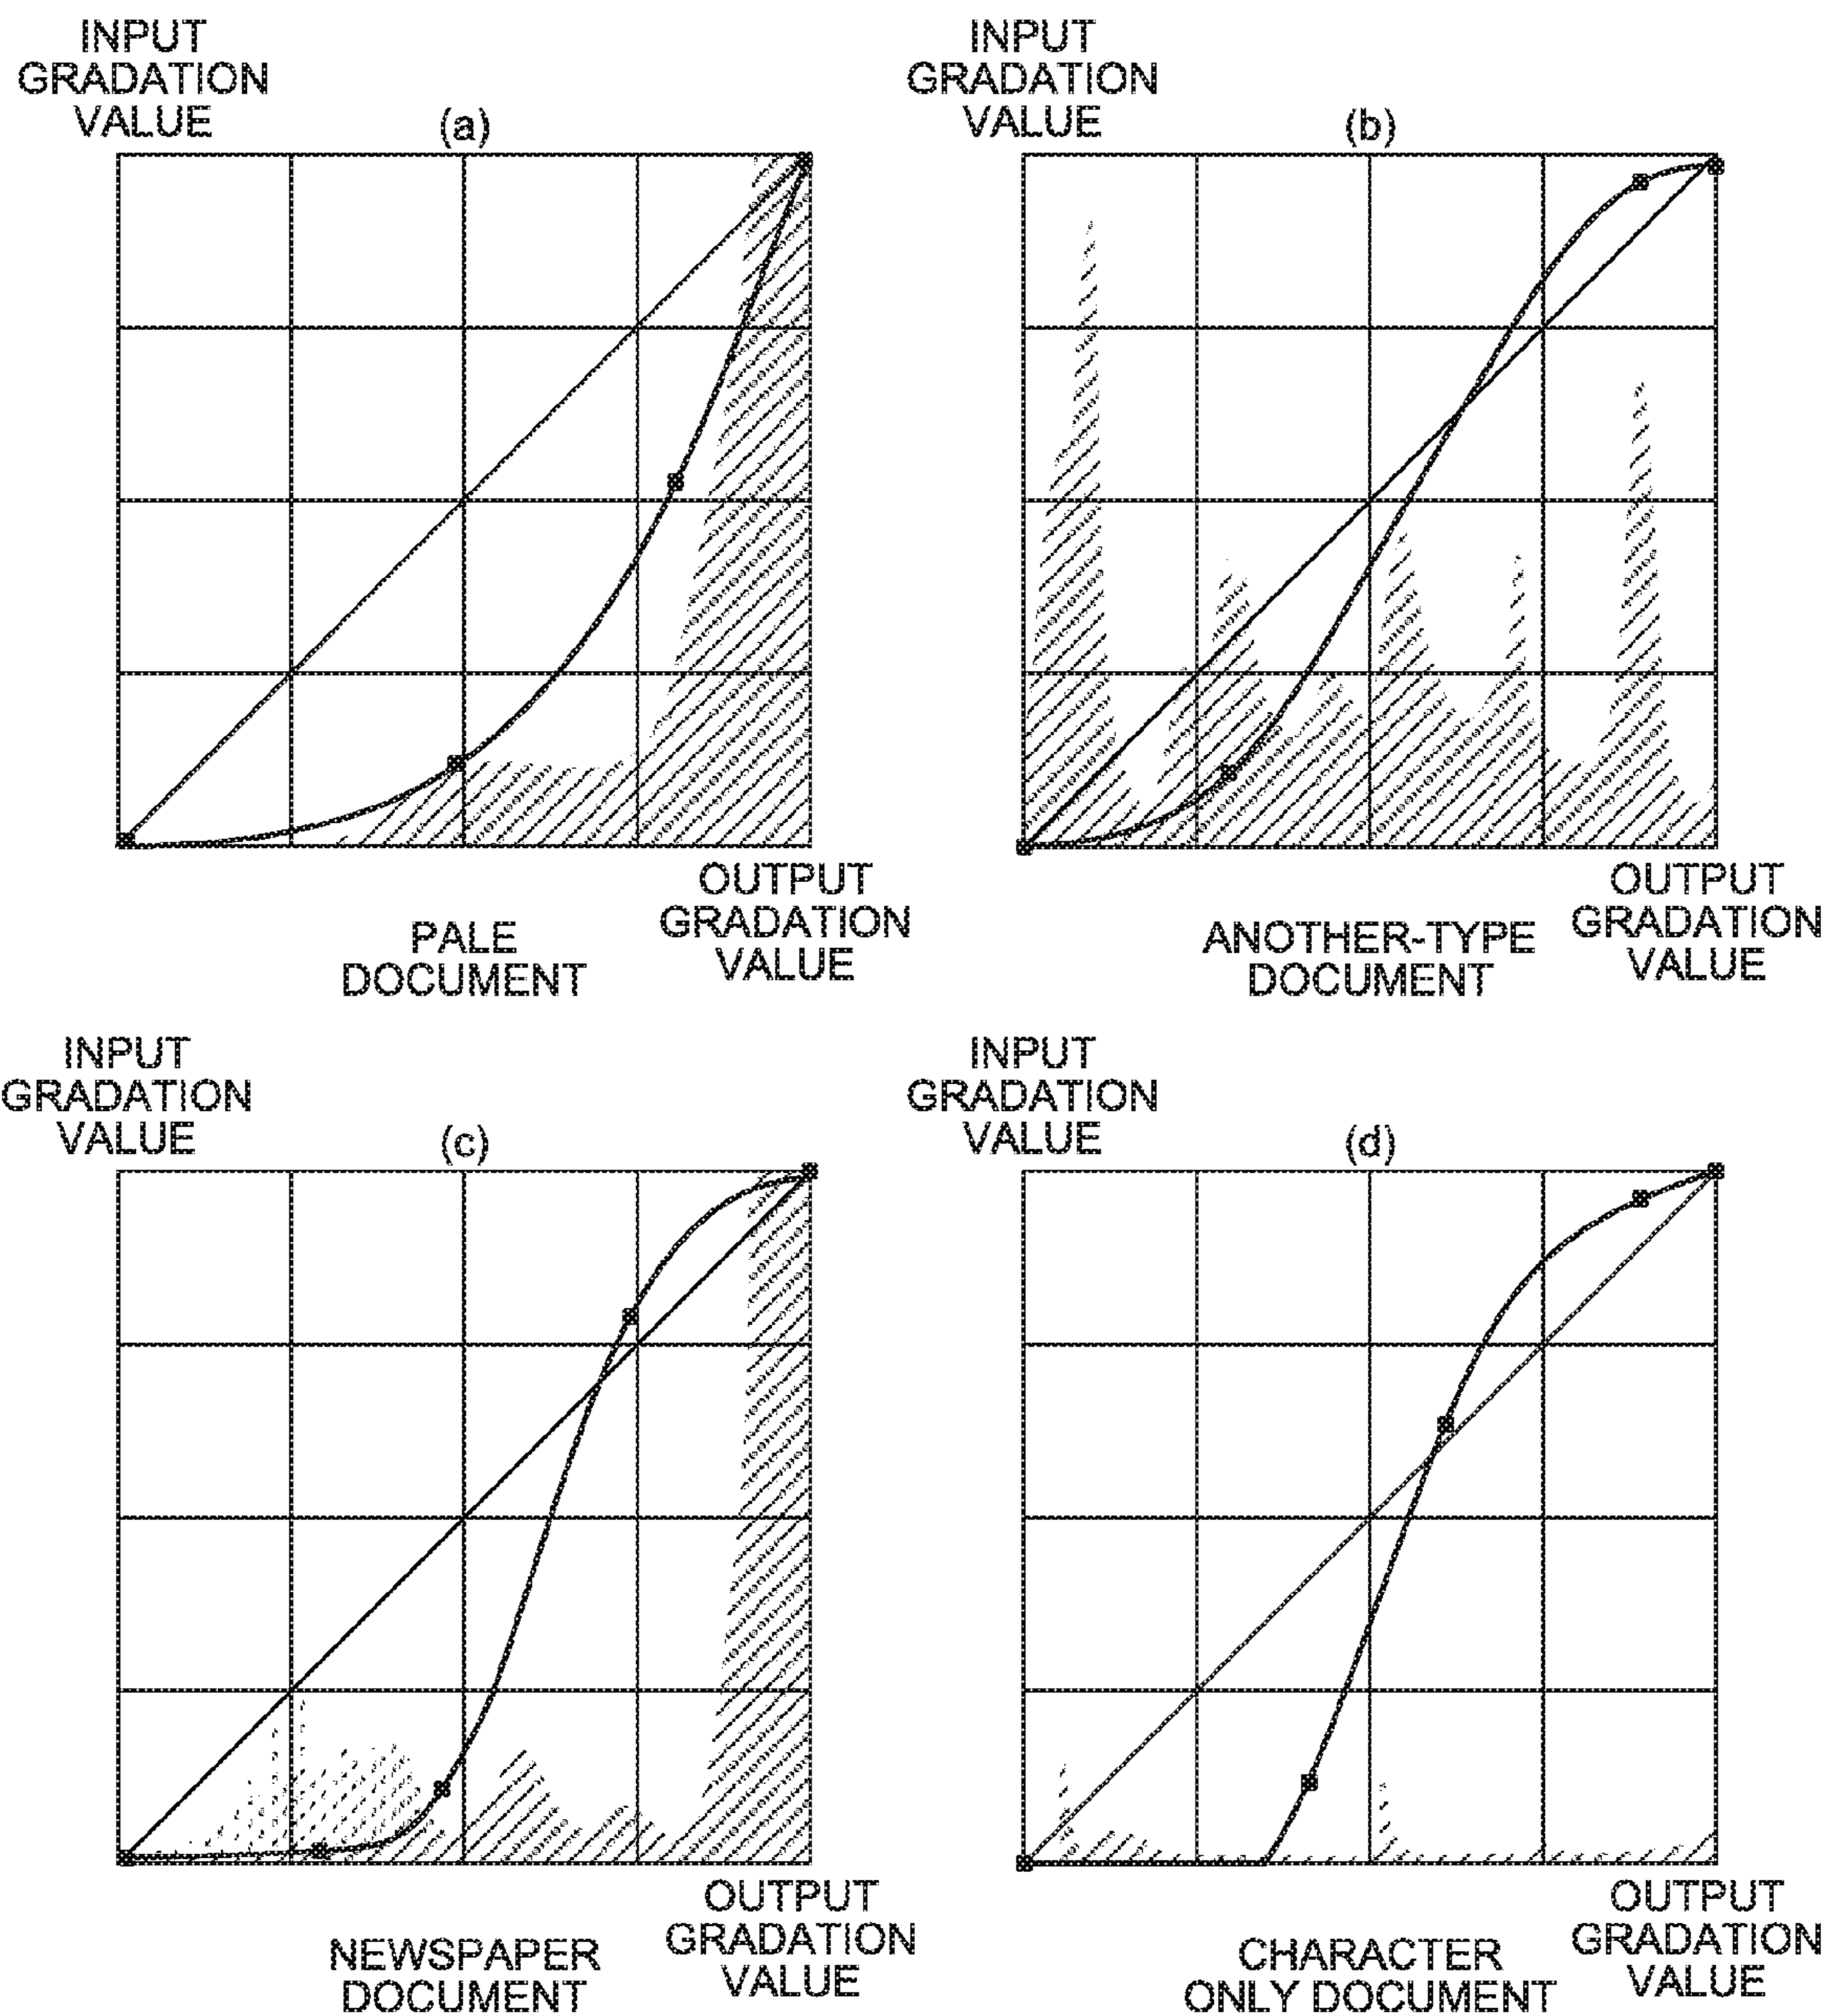 INPUT
GRADATION
VALUE
(a)
OUTPUT
GRADATION
VALUE
PALE
DOCUMENT
INPUT
GRADATION
VALUE
(b)
OUTPUT
GRADATION
VALUE
ANOTHER-TYPE
DOCUMENT
INPUT
GRADATION
VALUE
(c)
OUTPUT
GRADATION
VALUE
NEWSPAPER
DOCUMENT
INPUT
GRADATION
VALUE
(d)
OUTPUT
GRADATION
VALUE
CHARACTER
ONLY DOCUMENT